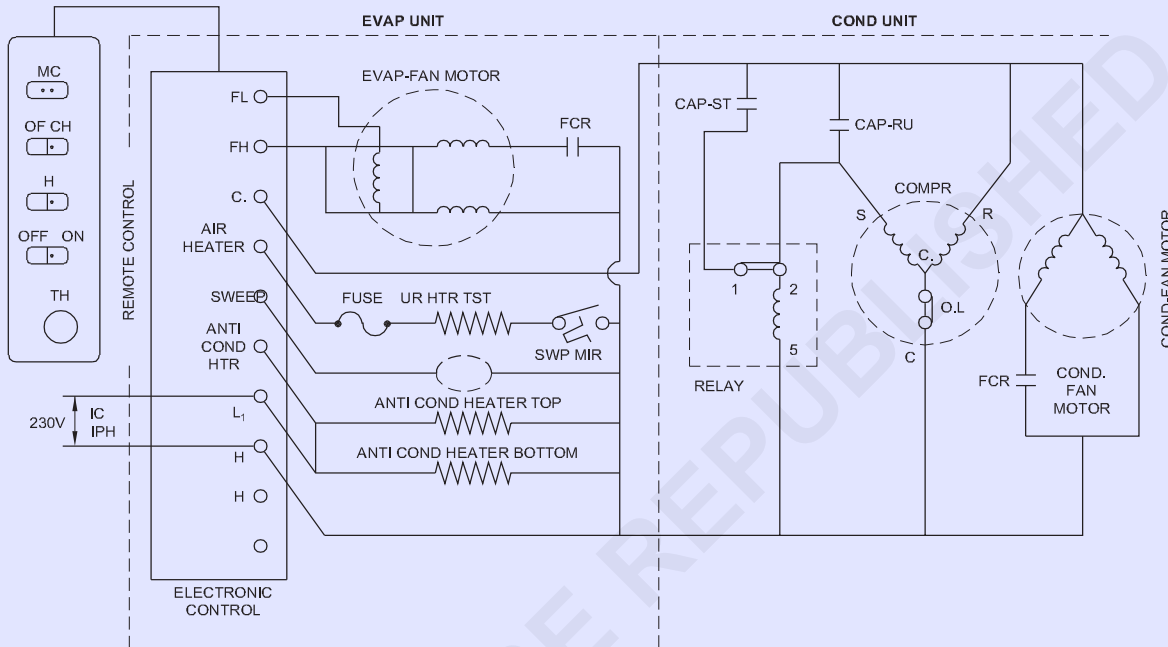 EVAP UNIT
COND UNIT
MC
OF CH
H
OFF ON
TH
REMOTE CONTROL
FL
FH
C.
AIR
HEATER
SWEEP
ANTI
COND
HTR
L1
H
H
230V
IC
IPH
ELECTRONIC
CONTROL
EVAP-FAN MOTOR
FCR
FUSE
UR HTR TST
SWP MIR
ANTI COND HEATER TOP
ANTI COND HEATER BOTTOM
CAP-ST
CAP-RU
COMPR
S
R
C.
O.L
C
1
2
5
RELAY
FCR
COND.
FAN
MOTOR
COND-FAN MOTOR
BE REPUBLISHED